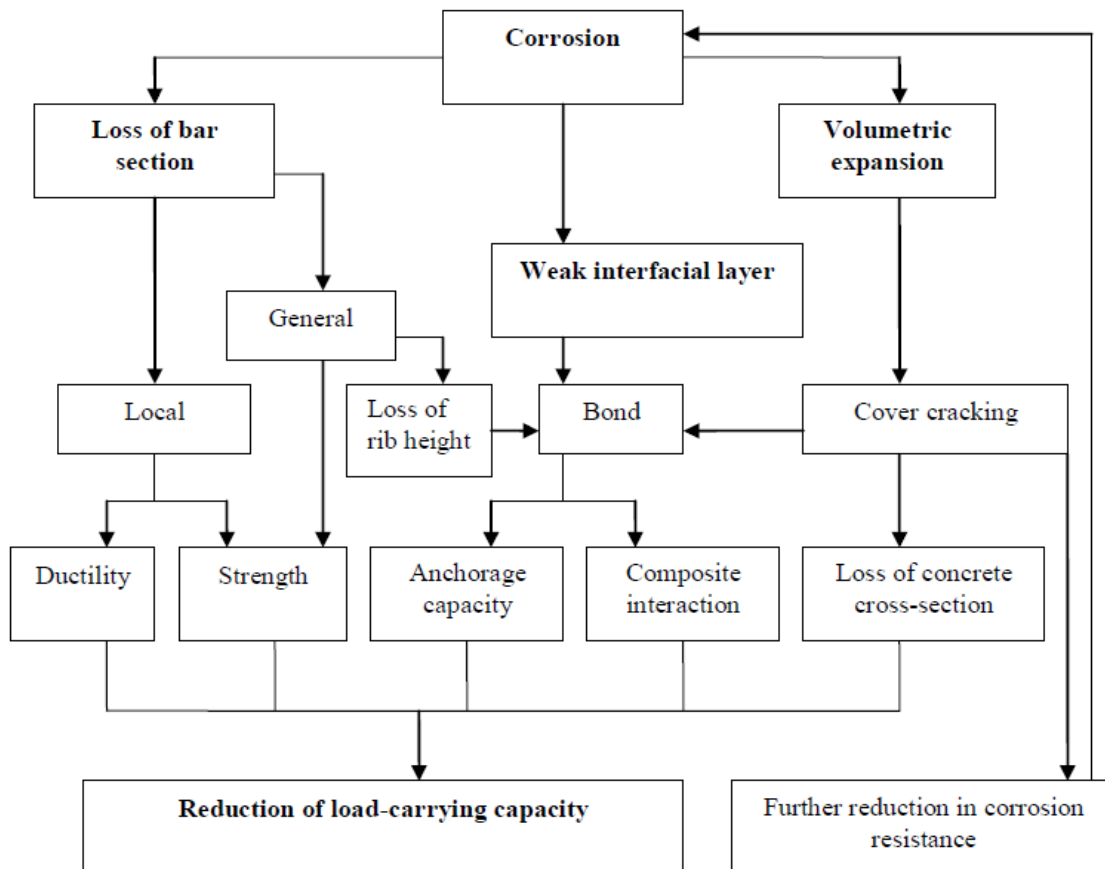 Corrosion
Loss of bar
section
Volumetric
expansion
Weak interfacial layer
General
Local
Loss of
rib height
Bond
Cover cracking
Ductility
Strength
Anchorage
capacity
Composite
interaction
Loss of concrete
cross-section
Reduction of load-carrying capacity
Further reduction in corrosion
resistance